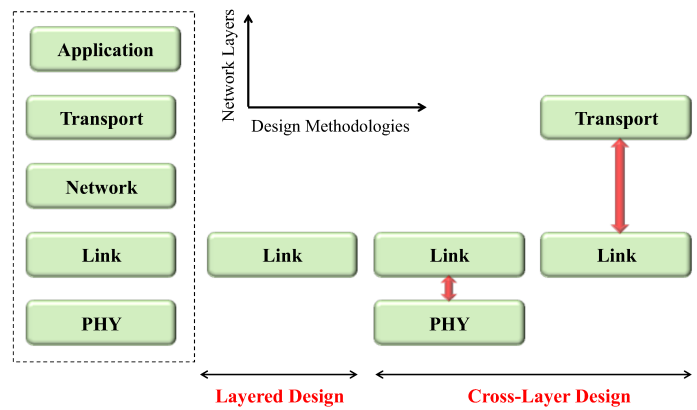 Application
Transport
Network
Link
PHY
Network Layers
Design Methodologies
Link
Link
PHY
Transport
Link
Layered Design
Cross-Layer Design